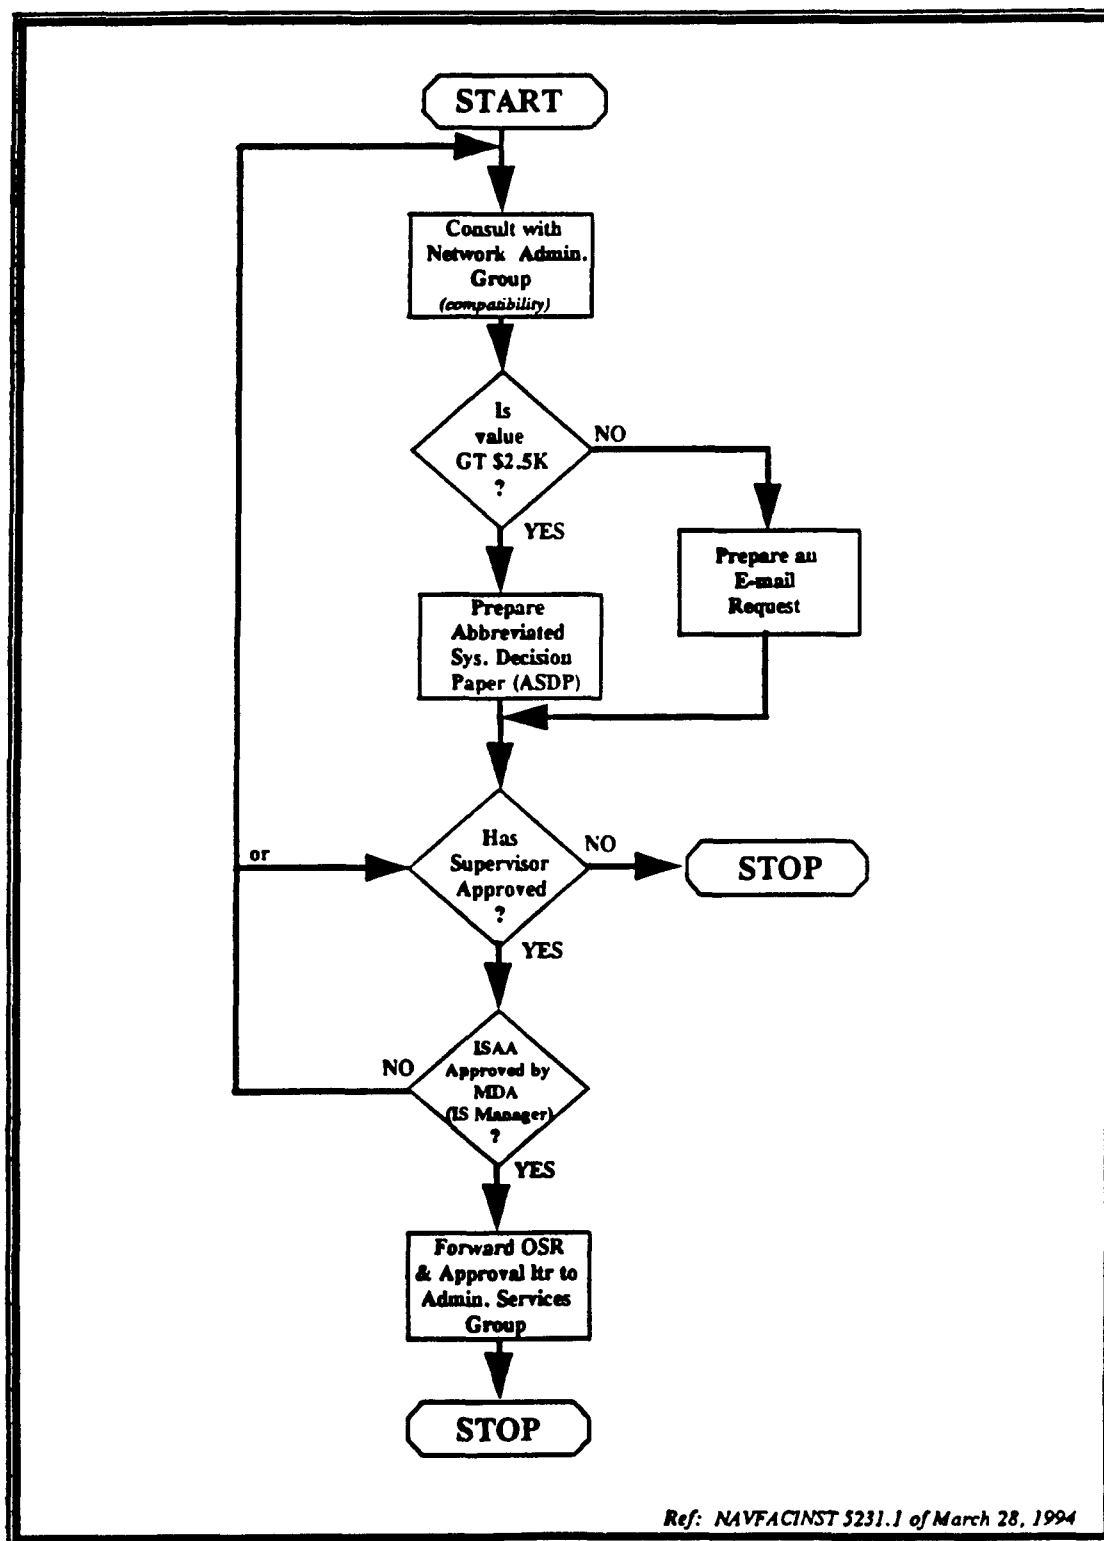 START
Consult with
Network Admin.
Group
(compatibility)
Is
value
GT $2.5K
?
NO
YES
Prepare an
E-mail
Request
Prepare
Abbreviated
Sys. Decision
Paper (ASDP)
or
Has
Supervisor
Approved
?
NO
STOP
YES
NO
ISAA
Approved by
MDA
(IS Manager)
?
YES
Forward OSR
& Approval ltr to
Admin. Services
Group
STOP
Ref: NAVFACINST 5231.1 of March 28, 1994